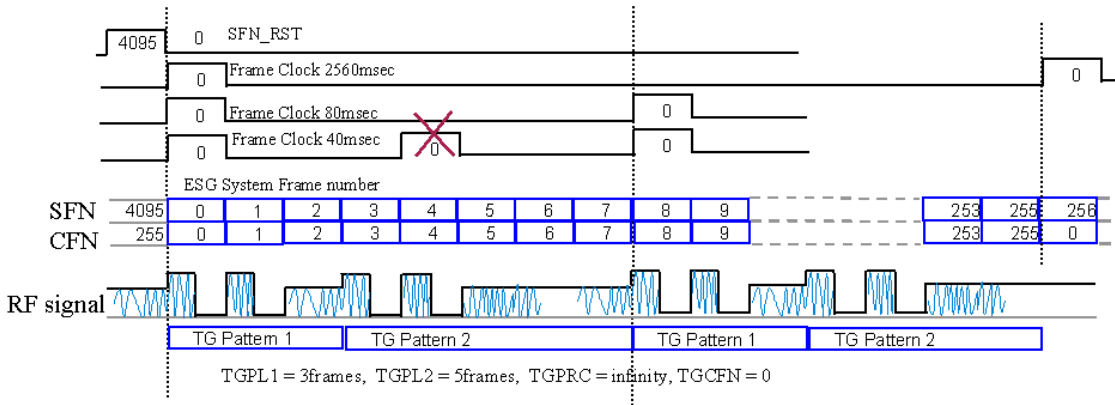 4095 0 SFN_RST
0 Frame Clock 2560msec 0
0 Frame Clock 80msec 0
0 Frame Clock 40msec 0 0
ESG System Frame number
SFN 4095 0 1 2 3 4 5 6 7 8 9 253 255 256
CFN 255 0 1 2 3 4 5 6 7 8 9 253 255 0
RF signal
TG Pattern 1 TG Pattern 2 TG Pattern 1 TG Pattern 2
TGPL1 = 3frames, TGPL2 = 5frames, TGPRC = infinity, TGCFN = 0